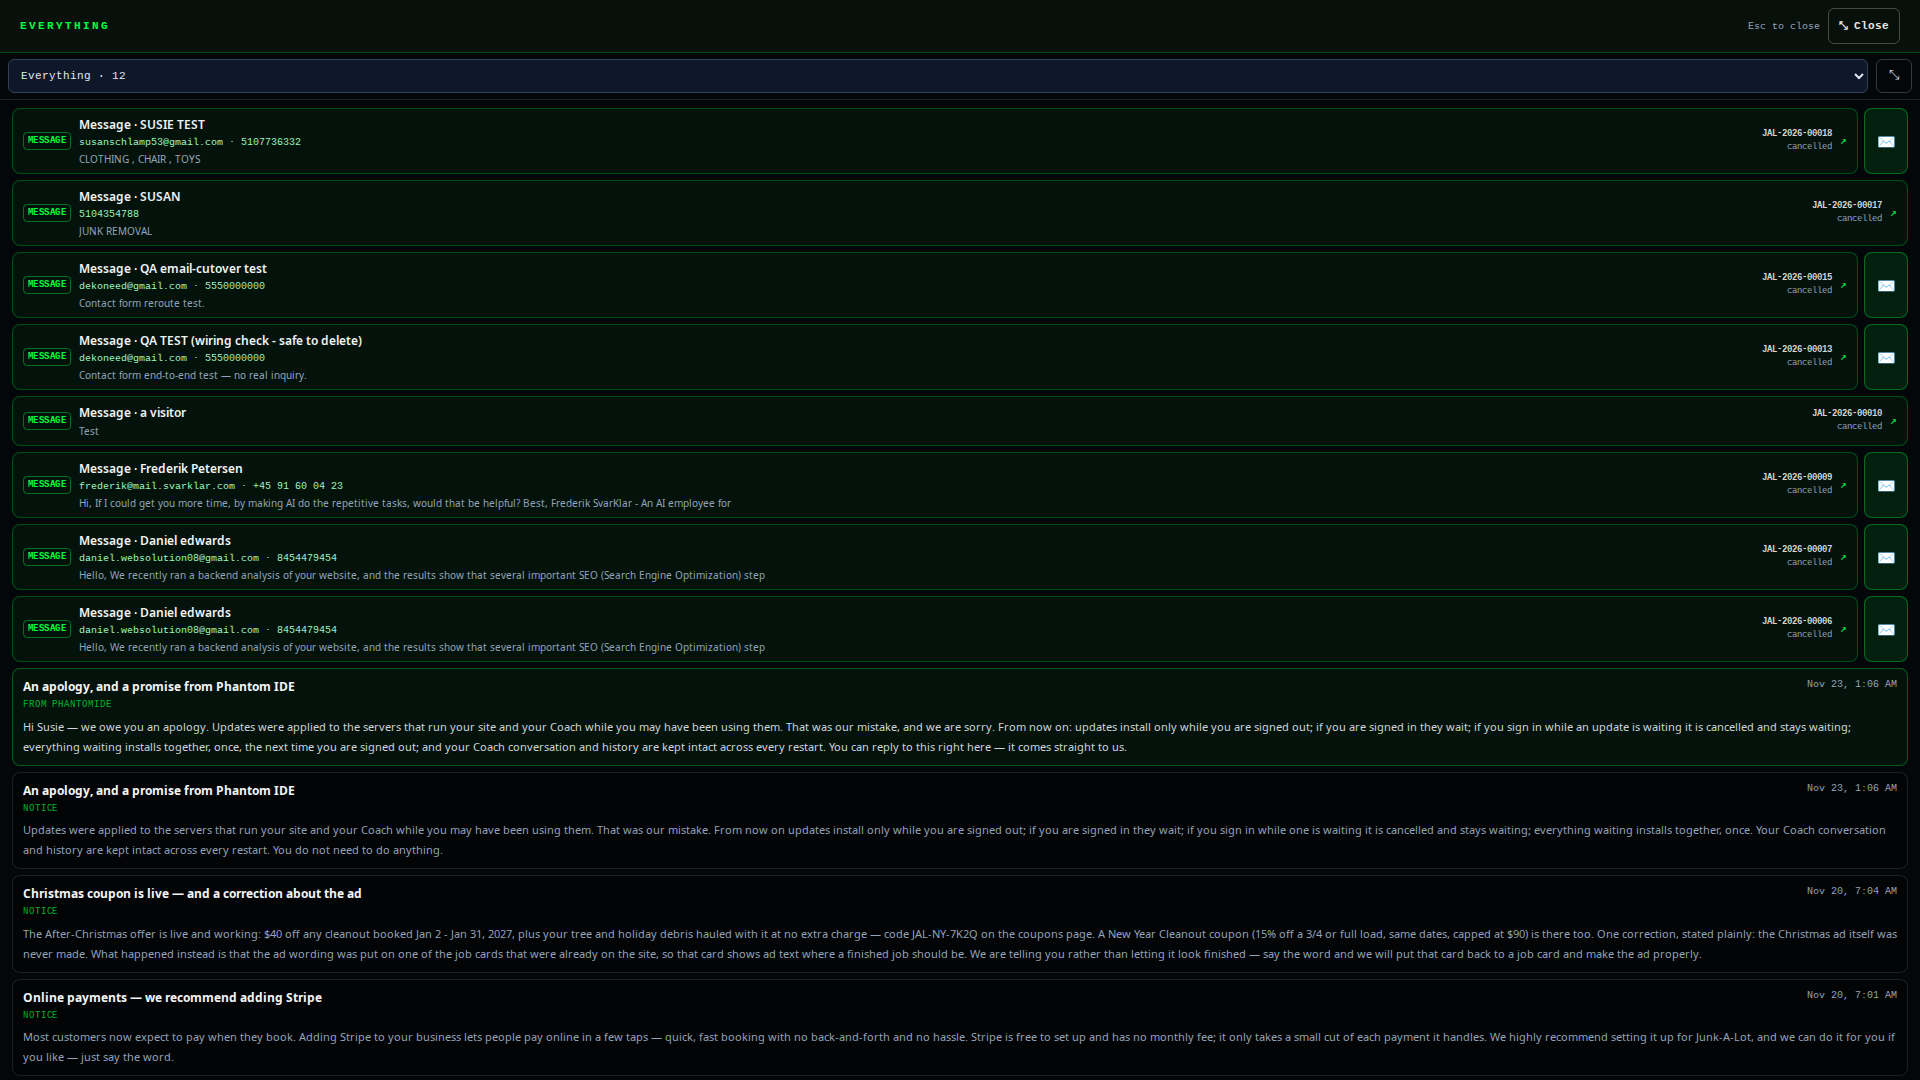 EVERYTHING
Esc to close
⤡ Close
Everything · 12
⤡
MESSAGE
Message · SUSIE TEST
susanschlamp53@gmail.com · 5107736332
CLOTHING , CHAIR , TOYS
JAL-2026-00018
cancelled ↗
MESSAGE
Message · SUSAN
5104354788
JUNK REMOVAL
JAL-2026-00017
cancelled ↗
MESSAGE
Message · QA email-cutover test
dekoneed@gmail.com · 5550000000
Contact form reroute test.
JAL-2026-00015
cancelled ↗
MESSAGE
Message · QA TEST (wiring check - safe to delete)
dekoneed@gmail.com · 5550000000
Contact form end-to-end test — no real inquiry.
JAL-2026-00013
cancelled ↗
MESSAGE
Message · a visitor
Test
JAL-2026-00010
cancelled ↗
MESSAGE
Message · Frederik Petersen
frederik@mail.svarklar.com · +45 91 60 04 23
Hi, If I could get you more time, by making AI do the repetitive tasks, would that be helpful? Best, Frederik SvarKlar - An AI employee for
JAL-2026-00009
cancelled ↗
MESSAGE
Message · Daniel edwards
daniel.websolution08@gmail.com · 8454479454
Hello, We recently ran a backend analysis of your website, and the results show that several important SEO (Search Engine Optimization) step
JAL-2026-00007
cancelled ↗
MESSAGE
Message · Daniel edwards
daniel.websolution08@gmail.com · 8454479454
Hello, We recently ran a backend analysis of your website, and the results show that several important SEO (Search Engine Optimization) step
JAL-2026-00006
cancelled ↗
An apology, and a promise from Phantom IDE
Nov 23, 1:06 AM
FROM PHANTOMIDE
Hi Susie — we owe you an apology. Updates were applied to the servers that run your site and your Coach while you may have been using them. That was our mistake, and we are sorry. From now on: updates install only while you are signed out; if you are signed in they wait; if you sign in while an update is waiting it is cancelled and stays waiting;
everything waiting installs together, once, the next time you are signed out; and your Coach conversation and history are kept intact across every restart. You can reply to this right here — it comes straight to us.
An apology, and a promise from Phantom IDE
Nov 23, 1:06 AM
NOTICE
Updates were applied to the servers that run your site and your Coach while you may have been using them. That was our mistake. From now on updates install only while you are signed out; if you are signed in they wait; if you sign in while one is waiting it is cancelled and stays waiting; everything waiting installs together, once. Your Coach conversation
and history are kept intact across every restart. You do not need to do anything.
Christmas coupon is live — and a correction about the ad
Nov 20, 7:04 AM
NOTICE
The After-Christmas offer is live and working: $40 off any cleanout booked Jan 2 - Jan 31, 2027, plus your tree and holiday debris hauled with it at no extra charge — code JAL-NY-7K2Q on the coupons page. A New Year Cleanout coupon (15% off a 3/4 or full load, same dates, capped at $90) is there too. One correction, stated plainly: the Christmas ad itself was
never made. What happened instead is that the ad wording was put on one of the job cards that were already on the site, so that card shows ad text where a finished job should be. We are telling you rather than letting it look finished — say the word and we will put that card back to a job card and make the ad properly.
Online payments — we recommend adding Stripe
Nov 20, 7:01 AM
NOTICE
Most customers now expect to pay when they book. Adding Stripe to your business lets people pay online in a few taps — quick, fast booking with no back-and-forth and no hassle. Stripe is free to set up and has no monthly fee; it only takes a small cut of each payment it handles. We highly recommend setting it up for Junk-A-Lot, and we can do it for you if
you like — just say the word.